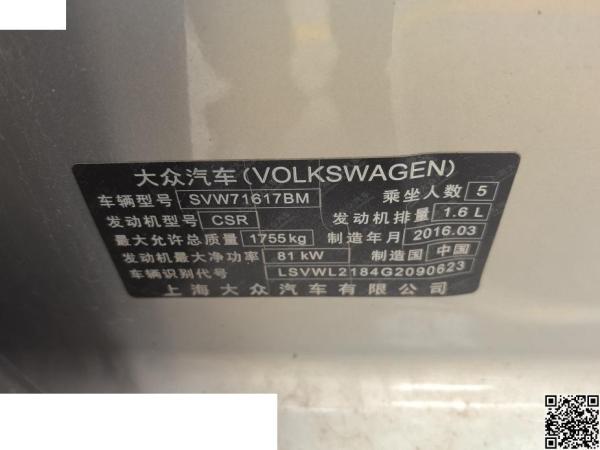 大众汽车(VOLKSWAGEN)
车辆型号 SVW71617BM 乘坐人数 5
发动机型号 CSR 发动机排量 1.6 L
最大允许总质量 1755kg 制造年月 2016.03
发动机最大净功率 81 kW 制造国 中国
车辆识别代号 LSVWL2184G2090623
上海大众汽车有限公司